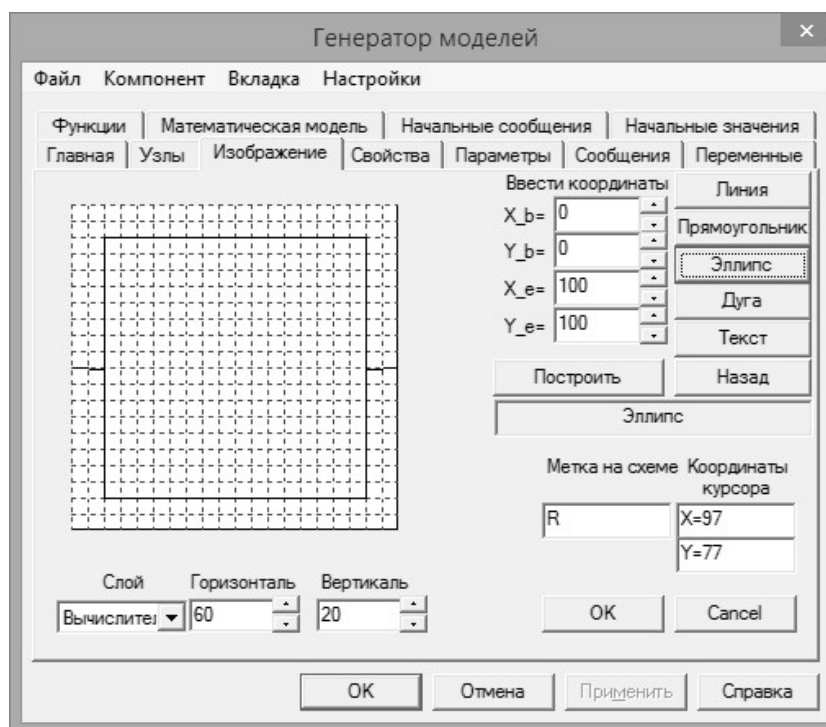 Генератор моделей
Файл Компонент Вкладка Настройки
Функции Математическая модель Начальные сообщения Начальные значения
Главная Узлы Изображение Свойства Параметры Сообщения Переменные
Ввести координаты
X_b= 0
Y_b= 0
X_e= 100
Y_e= 100
Линия
Прямоугольник
Эллипс
Дуга
Текст
Построить Назад
Эллипс
Метка на схеме Координаты курсора
R X=97
Y=77
Слой Горизонталь Вертикаль
Вычислител 60 20
OK Cancel
OK Отмена Применить Справка